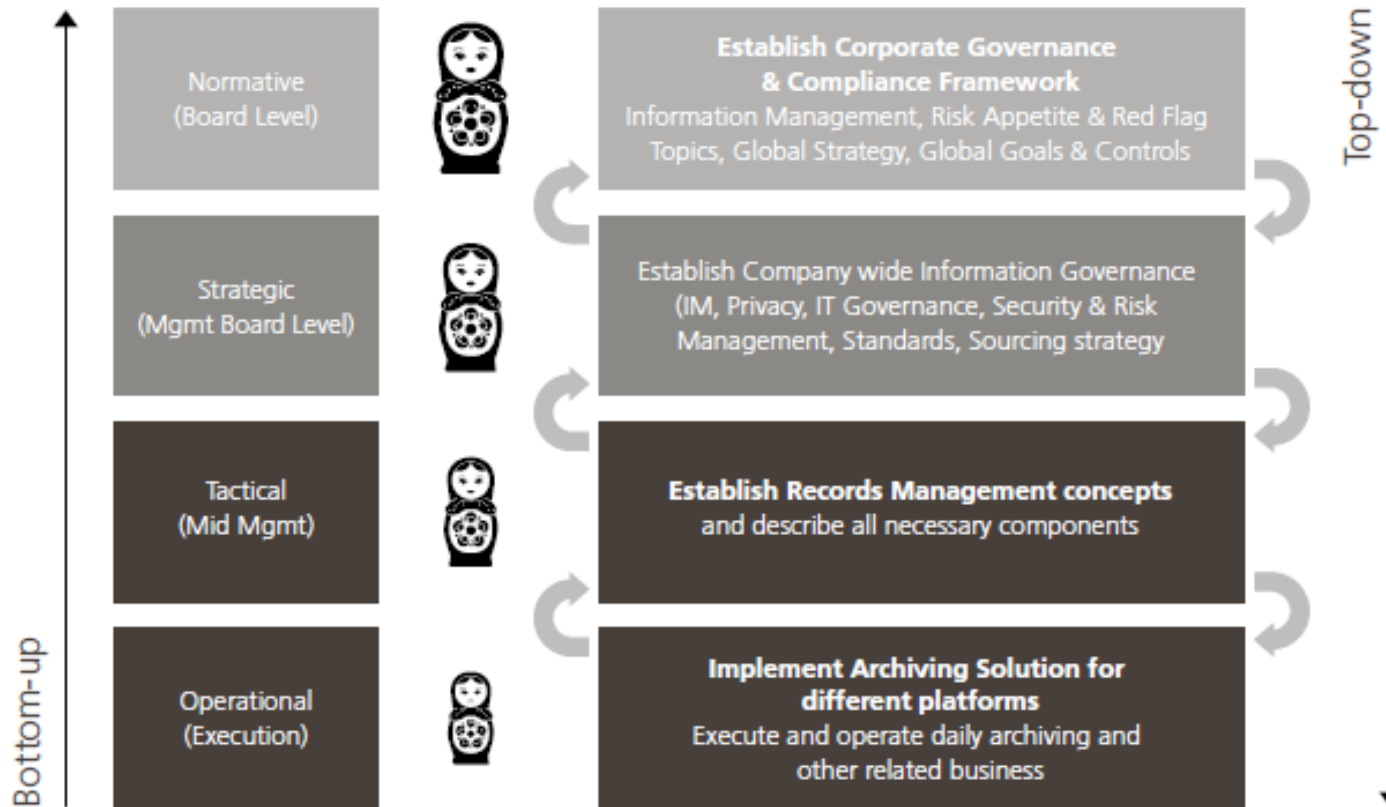 Normative
(Board Level)
Establish Corporate Governance
& Compliance Framework
Information Management, Risk Appetite & Red Flag
Topics, Global Strategy, Global Goals & Controls
Top-down
Strategic
(Mgmt Board Level)
Establish Company wide Information Governance
(IM, Privacy, IT Governance, Security & Risk
Management, Standards, Sourcing strategy
Tactical
(Mid Mgmt)
Establish Records Management concepts
and describe all necessary components
Bottom-up
Operational
(Execution)
Implement Archiving Solution for
different platforms
Execute and operate daily archiving and
other related business